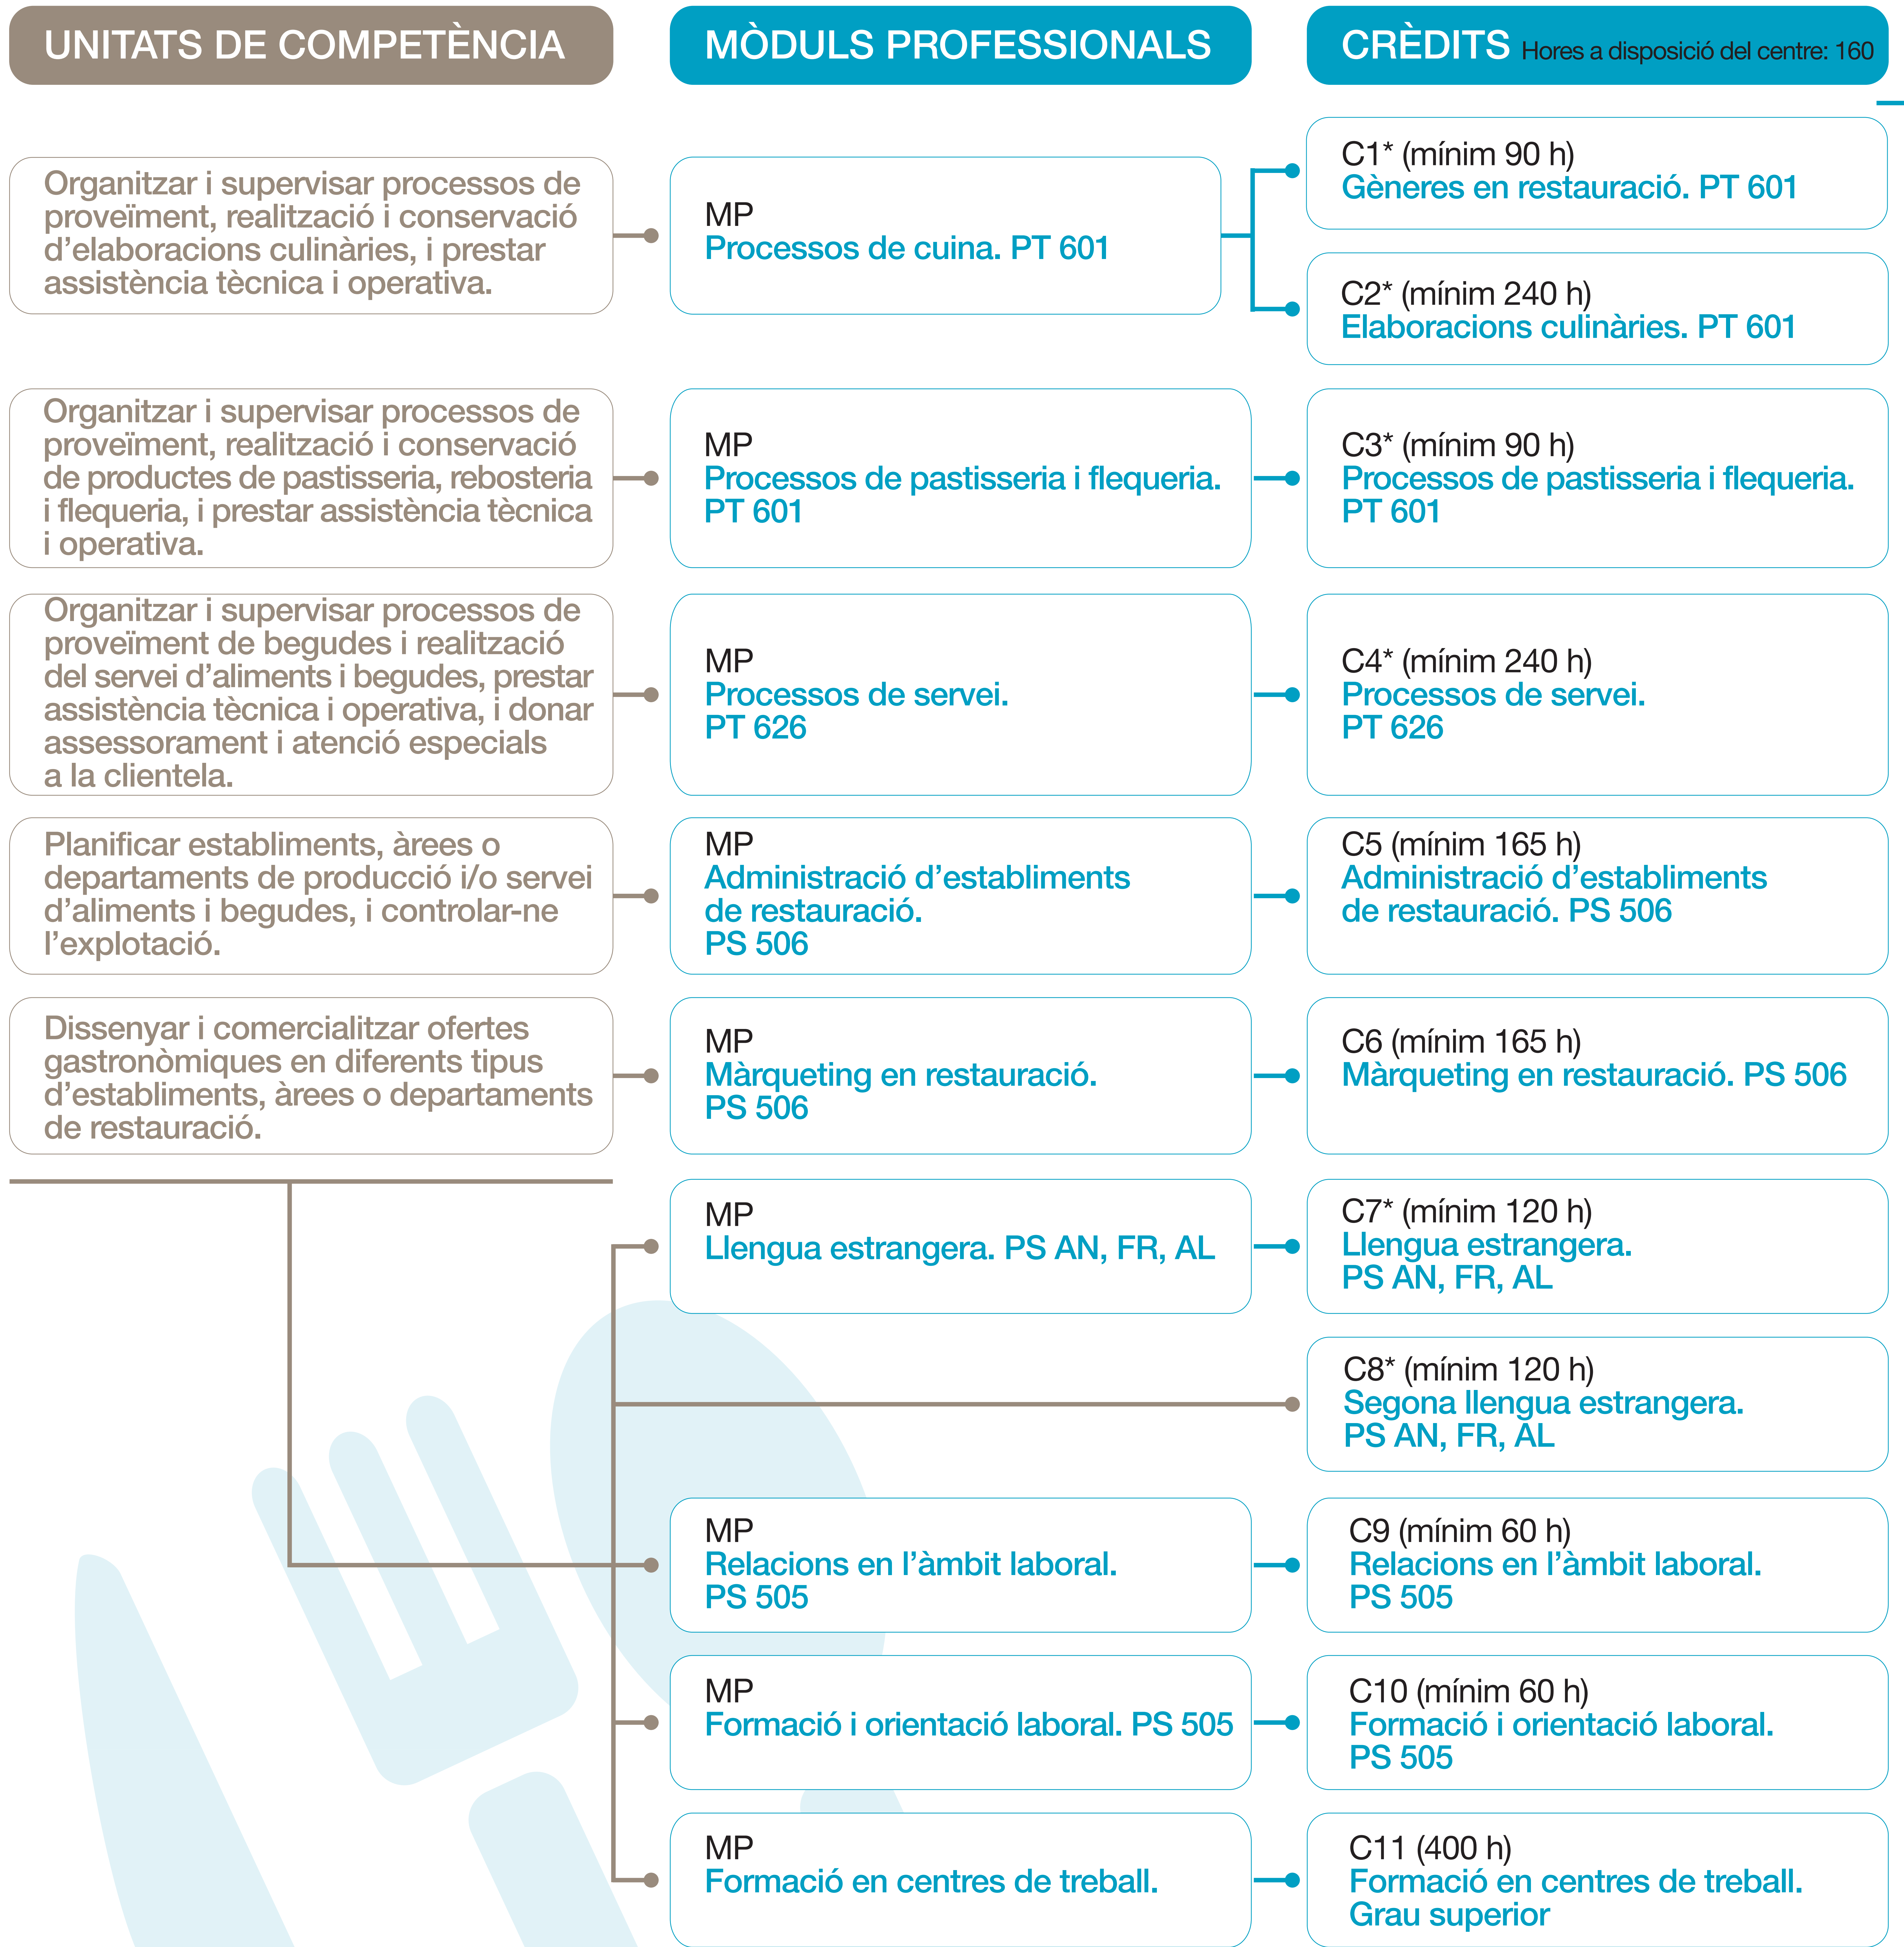 UNITATS DE COMPETÈNCIA
MÒDULS PROFESSIONALS
CRÈDITS Hores a disposició del centre: 160
Organitzar i supervisar processos de
proveïment, realització i conservació
d’elaboracions culinàries, i prestar
assistència tècnica i operativa.
MP
Processos de cuina. PT 601
C1* (mínim 90 h)
Gèneres en restauració. PT 601
C2* (mínim 240 h)
Elaboracions culinàries. PT 601
Organitzar i supervisar processos de
proveïment, realització i conservació
de productes de pastisseria, rebosteria
i flequeria, i prestar assistència tècnica
i operativa.
MP
Processos de pastisseria i flequeria.
PT 601
C3* (mínim 90 h)
Processos de pastisseria i flequeria.
PT 601
Organitzar i supervisar processos de
proveïment de begudes i realització
del servei d’aliments i begudes, prestar
assistència tècnica i operativa, i donar
assessorament i atenció especials
a la clientela.
MP
Processos de servei.
PT 626
C4* (mínim 240 h)
Processos de servei.
PT 626
Planificar establiments, àrees o
departaments de producció i/o servei
d’aliments i begudes, i controlar-ne
l’explotació.
MP
Administració d’establiments
de restauració.
PS 506
C5 (mínim 165 h)
Administració d’establiments
de restauració. PS 506
Dissenyar i comercialitzar ofertes
gastronòmiques en diferents tipus
d’establiments, àrees o departaments
de restauració.
MP
Màrqueting en restauració.
PS 506
C6 (mínim 165 h)
Màrqueting en restauració. PS 506
MP
Llengua estrangera. PS AN, FR, AL
C7* (mínim 120 h)
Llengua estrangera.
PS AN, FR, AL
C8* (mínim 120 h)
Segona llengua estrangera.
PS AN, FR, AL
MP
Relacions en l’àmbit laboral.
PS 505
C9 (mínim 60 h)
Relacions en l’àmbit laboral.
PS 505
MP
Formació i orientació laboral. PS 505
C10 (mínim 60 h)
Formació i orientació laboral.
PS 505
MP
Formació en centres de treball.
C11 (400 h)
Formació en centres de treball.
Grau superior